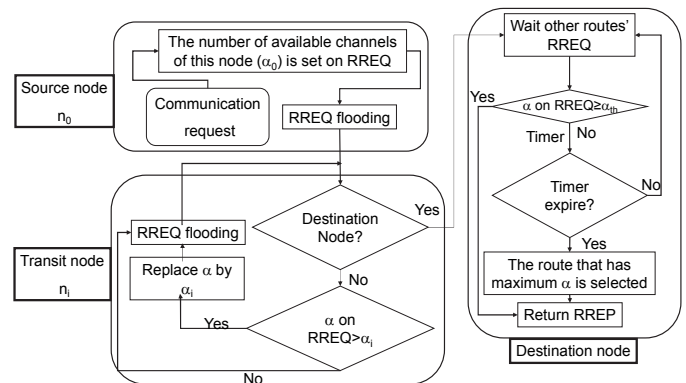 The number of available channels
of this node (α0) is set on RREQ
Source node
n0
Communication
request
RREQ flooding
Destination
Node?
Yes
No
RREQ flooding
Transit node
ni
Replace α by
αi
Yes
α on
RREQ>αi
No
Wait other routes'
RREQ
Yes
α on RREQ≥αth
Timer
No
Timer
expire?
No
Yes
The route that has
maximum α is selected
Return RREP
Destination node